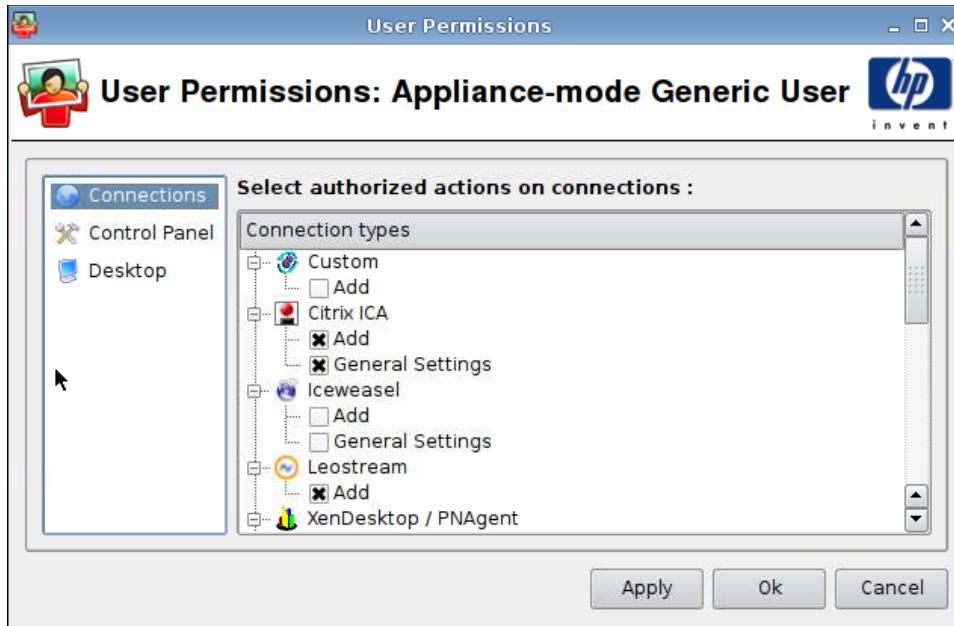 User Permissions
User Permissions: Appliance-mode Generic User
hp
invent
Connections
Control Panel
Desktop
Select authorized actions on connections :
Connection types
Custom
Add
Citrix ICA
Add
General Settings
Iceweasel
Add
General Settings
Leostream
Add
XenDesktop / PNAgent
Apply
Ok
Cancel